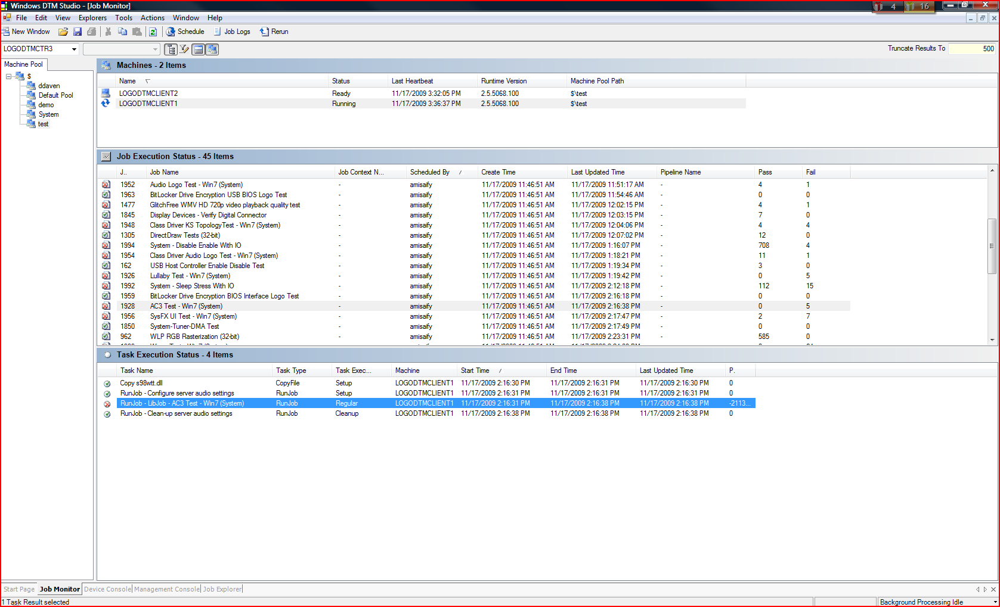 Windows DTM Studio - [Job Monitor] 4 16
File Edit View Explorers Tools Actions Window Help
New Window Schedule Job Logs Rerun
LOGODTMCTR3 Truncate Results To 500
Machine Pool
$
ddaven
Default Pool
demo
System
test
Machines - 2 Items
Name Status Last Heartbeat Runtime Version Machine Pool Path
LOGODTMCLIENT2 Ready 11/17/2009 3:32:05 PM 2.5.5068.100 $\test
LOGODTMCLIENT1 Running 11/17/2009 3:36:37 PM 2.5.5068.100 $\test
Job Execution Status - 45 Items
J.. Job Name Job Context N... Scheduled By Create Time Last Updated Time Pipeline Name Pass Fail
1952 Audio Logo Test - Win7 (System) - amisaify 11/17/2009 11:46:51 AM 11/17/2009 11:51:17 AM - 4 1
1963 BitLocker Drive Encryption USB BIOS Logo Test - amisaify 11/17/2009 11:46:51 AM 11/17/2009 11:54:46 AM - 0 0
1477 GlitchFree WMV HD 720p video playback quality test - amisaify 11/17/2009 11:46:51 AM 11/17/2009 12:02:15 PM - 4 1
1845 Display Devices - Verify Digital Connector - amisaify 11/17/2009 11:46:51 AM 11/17/2009 12:03:15 PM - 7 0
1948 Class Driver KS TopologyTest - Win7 (System) - amisaify 11/17/2009 11:46:51 AM 11/17/2009 12:04:06 PM - 4 4
1305 DirectDraw Tests (32-bit) - amisaify 11/17/2009 11:46:51 AM 11/17/2009 12:07:02 PM - 12 0
1994 System - Disable Enable With IO - amisaify 11/17/2009 11:46:51 AM 11/17/2009 1:16:07 PM - 708 4
1954 Class Driver Audio Logo Test - Win7 (System) - amisaify 11/17/2009 11:46:51 AM 11/17/2009 1:18:21 PM - 11 1
162 USB Host Controller Enable Disable Test - amisaify 11/17/2009 11:46:51 AM 11/17/2009 1:19:34 PM - 3 0
1926 Lullaby Test - Win7 (System) - amisaify 11/17/2009 11:46:51 AM 11/17/2009 1:19:42 PM - 0 5
1992 System - Sleep Stress With IO - amisaify 11/17/2009 11:46:51 AM 11/17/2009 2:12:18 PM - 112 15
1959 BitLocker Drive Encryption BIOS Interface Logo Test - amisaify 11/17/2009 11:46:51 AM 11/17/2009 2:16:18 PM - 0 0
1928 AC3 Test - Win7 (System) - amisaify 11/17/2009 11:46:51 AM 11/17/2009 2:16:38 PM - 0 5
1956 SysFX UI Test - Win7 (System) - amisaify 11/17/2009 11:46:51 AM 11/17/2009 2:17:47 PM - 2 7
1850 System-Tuner-DMA Test - amisaify 11/17/2009 11:46:51 AM 11/17/2009 2:17:49 PM - 0 0
962 WLP RGB Rasterization (32-bit) - amisaify 11/17/2009 11:46:51 AM 11/17/2009 2:23:31 PM - 585 0
Task Execution Status - 4 Items
Task Name Task Type Task Exec... Machine Start Time End Time Last Updated Time P.
Copy s98wtt.dll CopyFile Setup LOGODTMCLIENT1 11/17/2009 2:16:30 PM 11/17/2009 2:16:31 PM 11/17/2009 2:16:30 PM 0
RunJob - Configure server audio settings RunJob Setup LOGODTMCLIENT1 11/17/2009 2:16:31 PM 11/17/2009 2:16:31 PM 11/17/2009 2:16:31 PM 0
RunJob - LibJob - AC3 Test - Win7 (System) RunJob Regular LOGODTMCLIENT1 11/17/2009 2:16:31 PM 11/17/2009 2:16:38 PM 11/17/2009 2:16:38 PM -2113...
RunJob - Clean-up server audio settings RunJob Cleanup LOGODTMCLIENT1 11/17/2009 2:16:38 PM 11/17/2009 2:16:38 PM 11/17/2009 2:16:38 PM 0
Start Page Job Monitor Device Console Management Console Job Explorer
1 Task Result selected Background Processing Idle